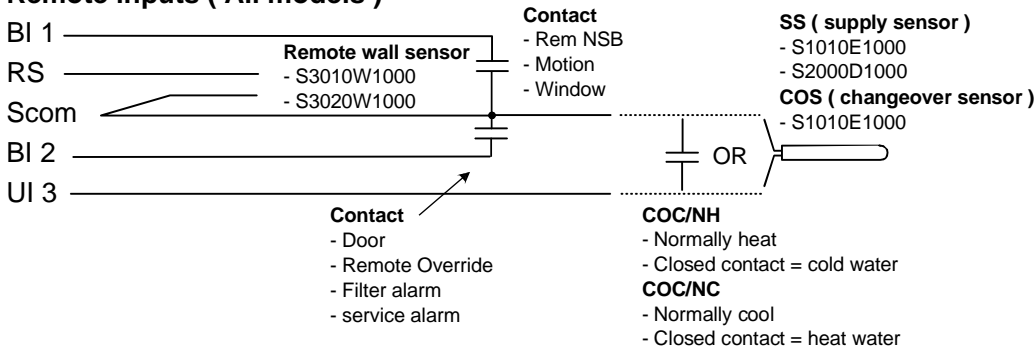 Remote inputs ( All models )
BI 1
RS
Scom
BI 2
UI 3
Remote wall sensor
- S3010W1000
- S3020W1000
Contact
- Rem NSB
- Motion
- Window
SS ( supply sensor )
- S1010E1000
- S2000D1000
COS ( changeover sensor )
- S1010E1000
OR
Contact
- Door
- Remote Override
- Filter alarm
- service alarm
COC/NH
- Normally heat
- Closed contact = cold water
COC/NC
- Normally cool
- Closed contact = heat water